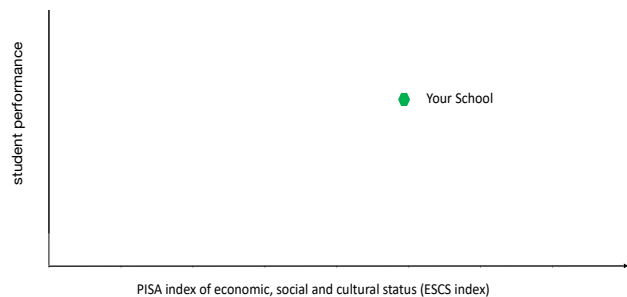 student performance
Your School
PISA index of economic, social and cultural status (ESCS index)